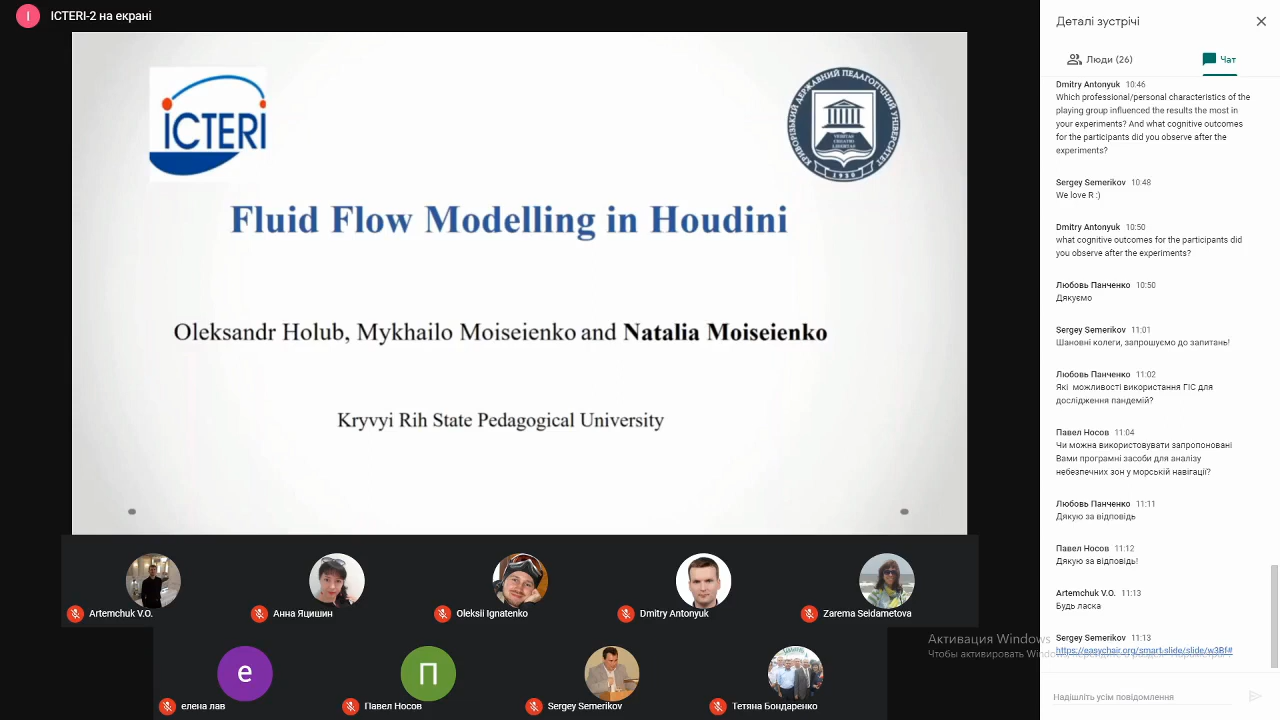 I
ICTERI-2 на екрані
ICTERI
КРИВОРІЗЬКИЙ ДЕРЖАВНИЙ ПЕДАГОГІЧНИЙ УНІВЕРСИТЕТ
1930
Fluid Flow Modelling in Houdini
Oleksandr Holub, Mykhailo Moiseienko and Natalia Moiseienko
Kryvyi Rih State Pedagogical University
Artemchuk V.O.
Анна Яцишин
Oleksii Ignatenko
Dmitry Antonyuk
Zarema Seidametova
е
елена лав
П
Павел Носов
Sergey Semerikov
Тетяна Бондаренко
Деталі зустрічі
Люди (26)
Чат
Dmitry Antonyuk 10:46
Which professional/personal characteristics of the
playing group influenced the results the most in
your experiments? And what cognitive outcomes
for the participants did you observe after the
experiments?
Sergey Semerikov 10:48
We love R :)
Dmitry Antonyuk 10:50
what cognitive outcomes for the participants did
you observe after the experiments?
Любовь Панченко 10:50
Дякуємо
Sergey Semerikov 11:01
Шановні колеги, запрошуємо до запитань!
Любовь Панченко 11:02
Які можливості використання ГІС для
дослідження пандемій?
Павел Носов 11:04
Чи можна використовувати запропоновані
Вами програмні засоби для аналізу
небезпечних зон у морській навігації?
Любовь Панченко 11:11
Дякую за відповідь
Павел Носов 11:12
Дякую за відповідь!
Artemchuk V.O. 11:13
Будь ласка
Sergey Semerikov 11:13
https://easychair.org/smart-slide/slide/w3Bf#
Активация Windows
Чтобы активировать Windows,
Надішліть усім повідомлення